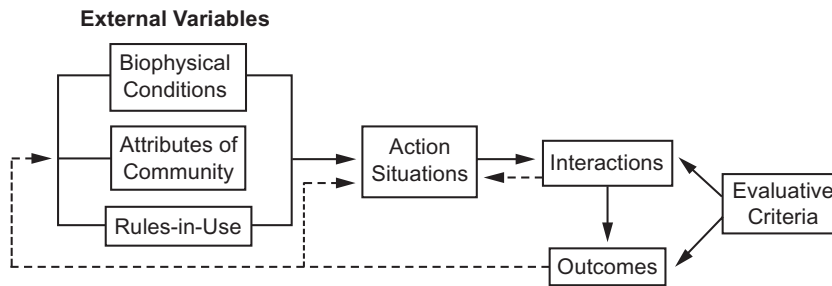 External Variables
Biophysical
Conditions
Attributes of
Community
Rules-in-Use
Action
Situations
Interactions
Outcomes
Evaluative
Criteria